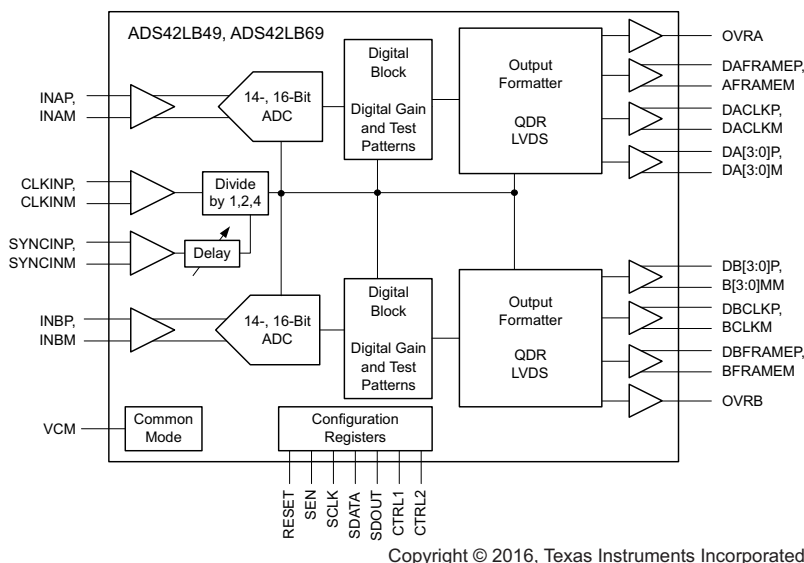 ADS42LB49, ADS42LB69
OVRA
Digital
Block
Digital Gain
and Test
Patterns
Output
Formatter
QDR
LVDS
DAFRAMEP,
AFRAMEM
INAP,
INAM
14-, 16-Bit
ADC
DACLKP,
DACLKM
DA[3:0]P,
DA[3:0]M
CLKINP,
CLKINM
Divide
by 1,2,4
SYNCINP,
SYNCINM
Delay
DB[3:0]P,
B[3:0]MM
Digital
Block
Digital Gain
and Test
Patterns
Output
Formatter
QDR
LVDS
INBP,
INBM
14-, 16-Bit
ADC
DBCLKP,
BCLKM
DBFRAMEP,
BFRAMEM
OVRB
VCM
Common
Mode
Configuration
Registers
RESET
SEN
SCLK
SDATA
SDOUT
CTRL1
CTRL2
Copyright © 2016, Texas Instruments Incorporated